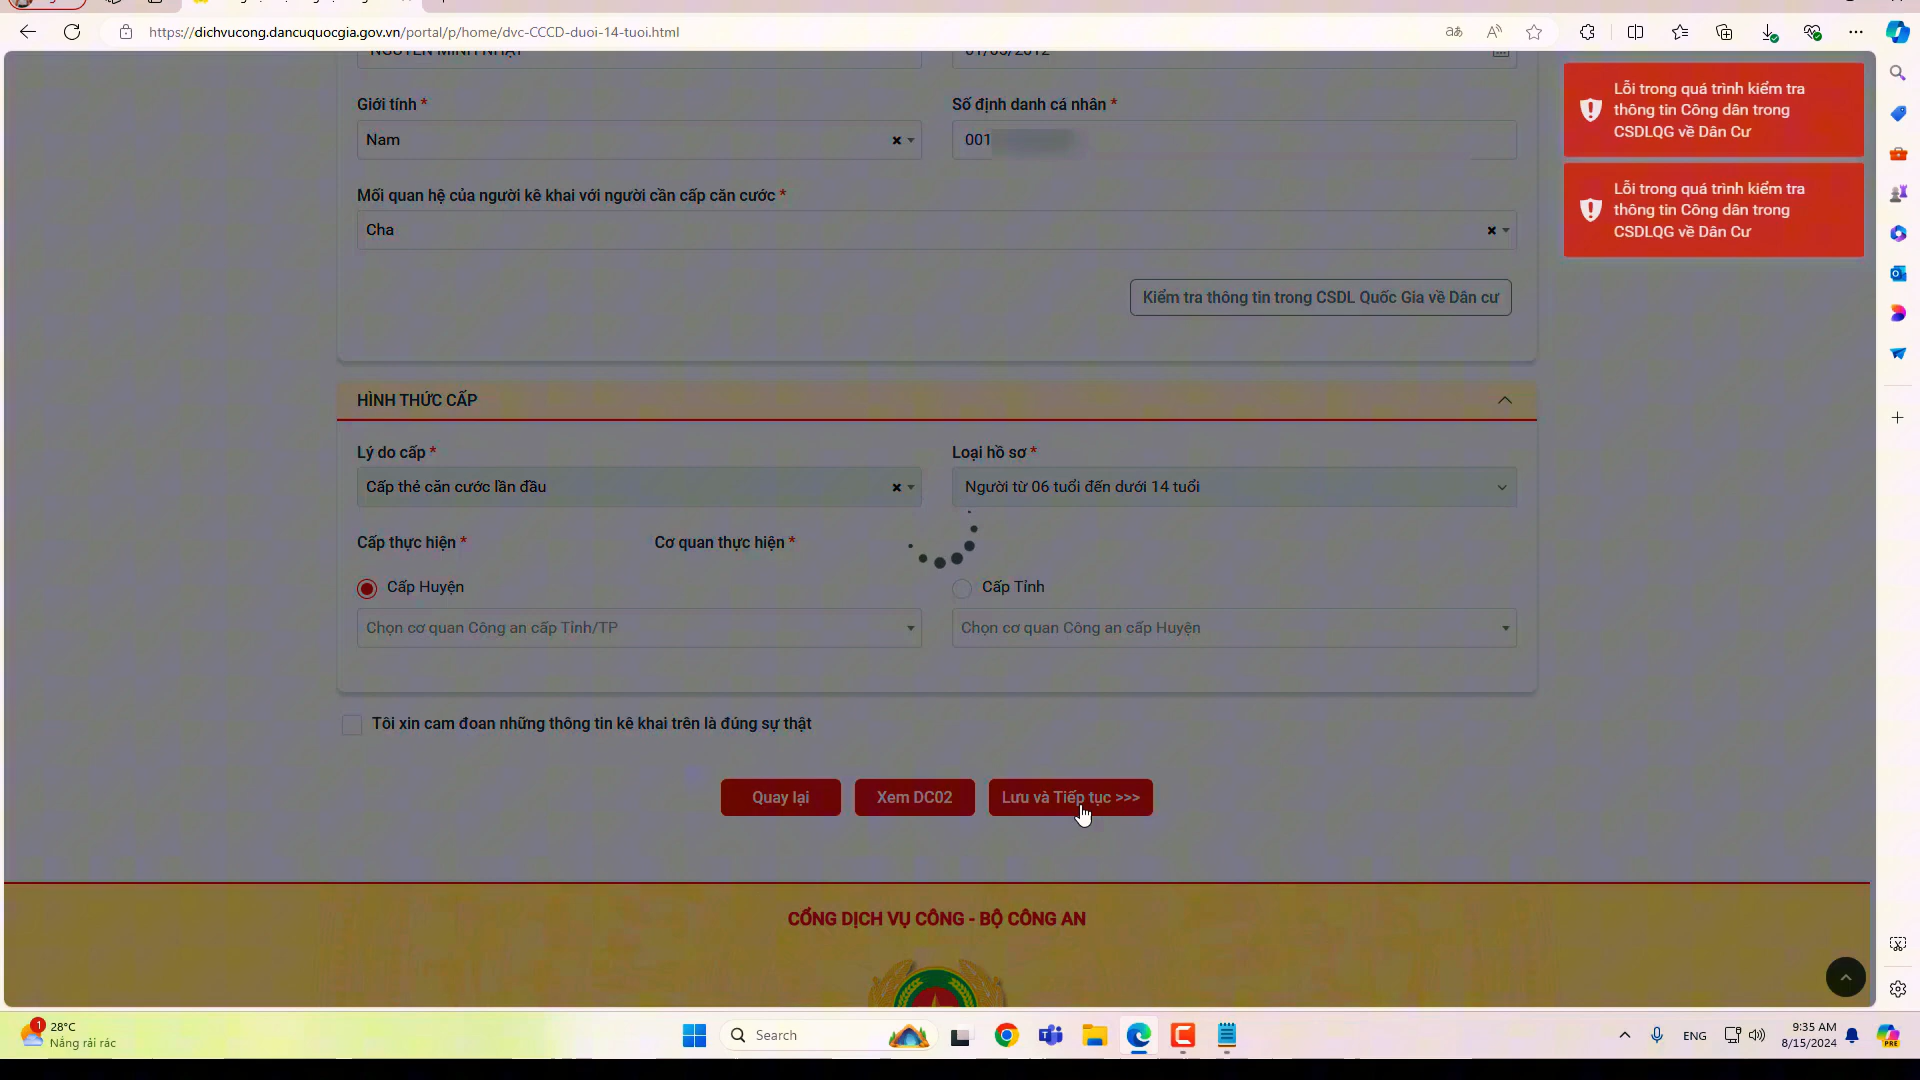 https://dichvucong.dancuquocgia.gov.vn/portal/p/home/dvc-CCCD-duoi-14-tuoi.html
NGUYỄN MINH NHẬT
Giới tính *
Số định danh cá nhân *
Nam
001
Mối quan hệ của người kê khai với người cần cấp căn cước *
Cha
Kiểm tra thông tin trong CSDL Quốc Gia về Dân cư
Lỗi trong quá trình kiểm tra
thông tin Công dân trong
CSDLQG về Dân Cư
Lỗi trong quá trình kiểm tra
thông tin Công dân trong
CSDLQG về Dân Cư
HÌNH THỨC CẤP
Lý do cấp *
Loại hồ sơ *
Cấp thẻ căn cước lần đầu
Người từ 06 tuổi đến dưới 14 tuổi
Cấp thực hiện *
Cơ quan thực hiện *
Cấp Huyện
Cấp Tỉnh
Chọn cơ quan Công an cấp Tỉnh/TP
Chọn cơ quan Công an cấp Huyện
Tôi xin cam đoan những thông tin kê khai trên là đúng sự thật
Quay lại
Xem DC02
Lưu và Tiếp tục >>>
CỔNG DỊCH VỤ CÔNG - BỘ CÔNG AN
1
28°C
Nắng rải rác
Search
ENG
9:35 AM
8/15/2024
PRE